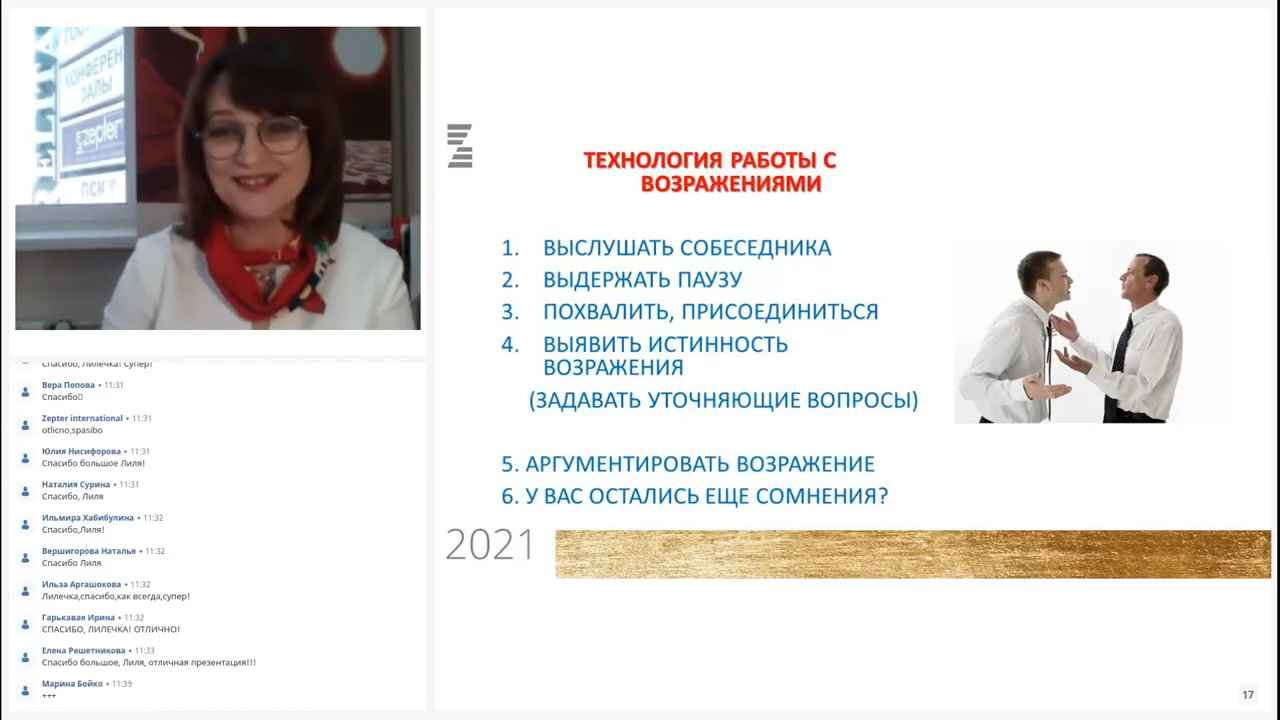 КОНФЕРЕН
ЗАЛЫ
zepter
ПСК
Спасибо, Лилечка! Супер!
Вера Попова • 11:31
Спасибо
Zepter international • 11:31
otlicno,spasibo
Юлия Нисифорова • 11:31
Спасибо большое Лиля!
Наталия Сурина • 11:31
Спасибо, Лиля
Ильмира Хабибулина • 11:32
Спасибо,Лиля!
Вершигорова Наталья • 11:32
Спасибо Лиля
Ильза Аргашокова • 11:32
Лилечка,спасибо,как всегда,супер!
Гарькавая Ирина • 11:32
СПАСИБО, ЛИЛЕЧКА! ОТЛИЧНО!
Елена Решетникова • 11:33
Спасибо большое, Лиля, отличная презентация!!!
Марина Бойко • 11:39
+++
ТЕХНОЛОГИЯ РАБОТЫ С
ВОЗРАЖЕНИЯМИ
1. ВЫСЛУШАТЬ СОБЕСЕДНИКА
2. ВЫДЕРЖАТЬ ПАУЗУ
3. ПОХВАЛИТЬ, ПРИСОЕДИНИТЬСЯ
4. ВЫЯВИТЬ ИСТИННОСТЬ
ВОЗРАЖЕНИЯ
(ЗАДАВАТЬ УТОЧНЯЮЩИЕ ВОПРОСЫ)
5. АРГУМЕНТИРОВАТЬ ВОЗРАЖЕНИЕ
6. У ВАС ОСТАЛИСЬ ЕЩЕ СОМНЕНИЯ?
2021
17